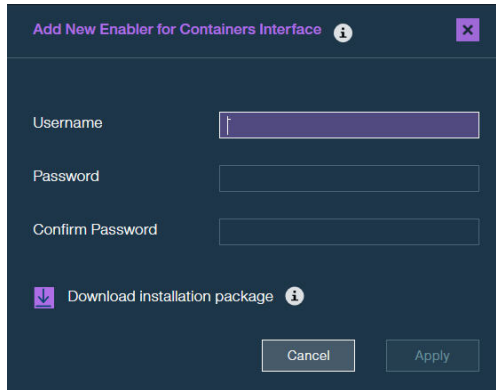 Add New Enabler for Containers Interface
Username
Password
Confirm Password
Download installation package
Cancel
Apply